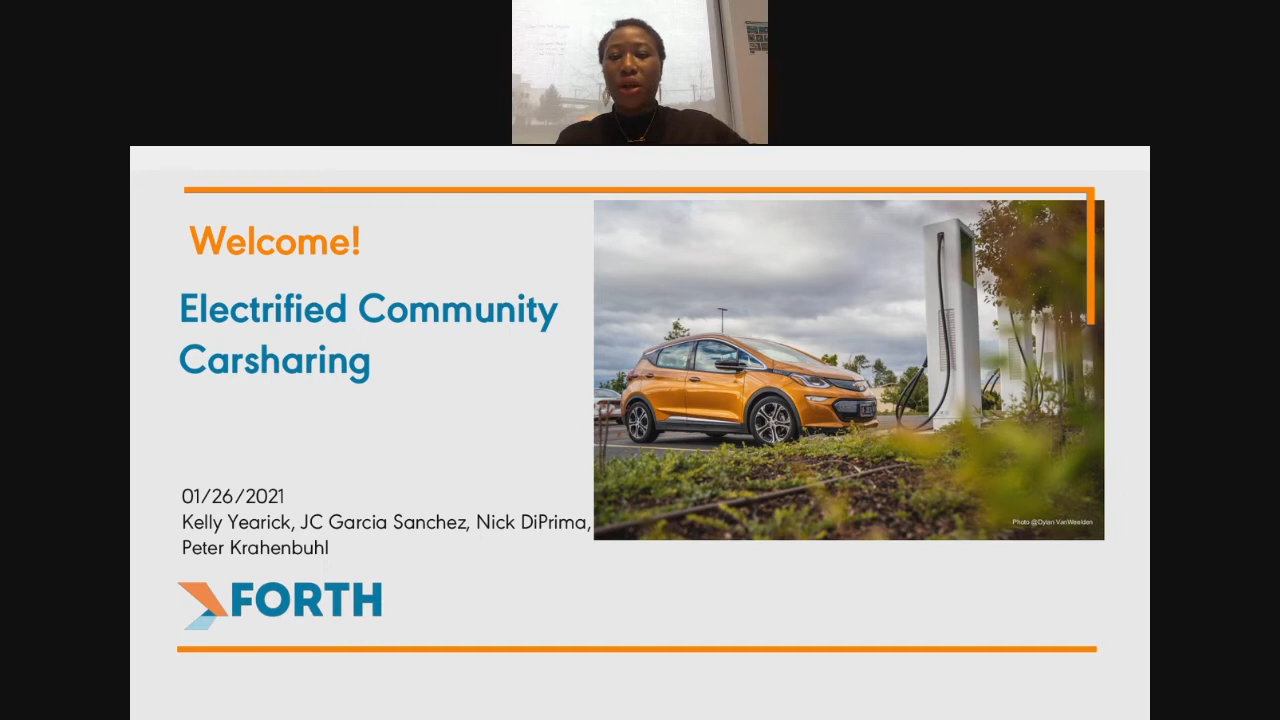 Welcome!
Electrified Community
Carsharing
01/26/2021
Kelly Yearick, JC Garcia Sanchez, Nick DiPrima,
Peter Krahenbuhl
Photo @Dylan VanWeelden
FORTH